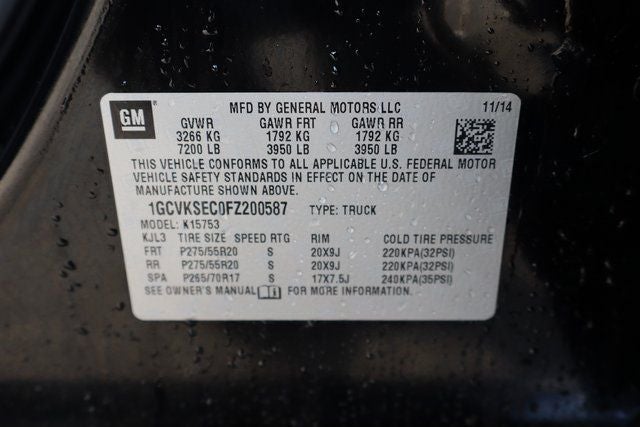 GM
MFD BY GENERAL MOTORS LLC 11/14
GVWR GAWR FRT GAWR RR
3266 KG 1792 KG 1792 KG
7200 LB 3950 LB 3950 LB
THIS VEHICLE CONFORMS TO ALL APPLICABLE U.S. FEDERAL MOTOR
VEHICLE SAFETY STANDARDS IN EFFECT ON THE DATE OF
MANUFACTURE SHOWN ABOVE.
1GCVKSEC0FZ200587 TYPE: TRUCK
MODEL: K15753
KJL3 TIRE SIZE SPEED RTG RIM COLD TIRE PRESSURE
FRT P275/55R20 S 20X9J 220KPA(32PSI)
RR P275/55R20 S 20X9J 220KPA(32PSI)
SPA P265/70R17 S 17X7.5J 240KPA(35PSI)
SEE OWNER'S MANUAL FOR MORE INFORMATION.